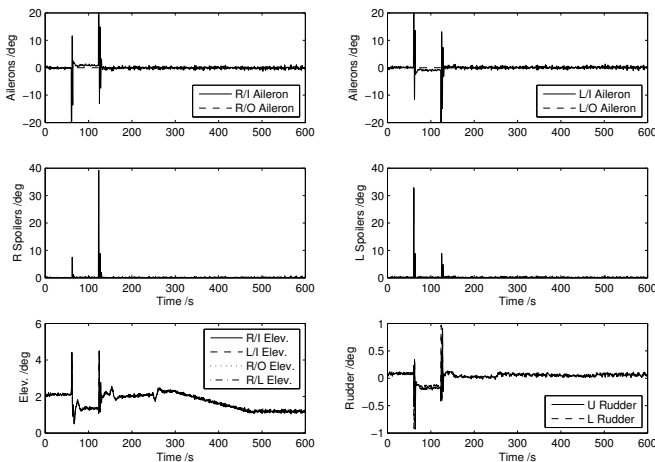 20
10
0
−10
−20
Ailerons /deg
R/I Aileron
R/O Aileron
0 100 200 300 400 500 600
20
10
0
−10
−20
Ailerons /deg
L/I Aileron
L/O Aileron
0 100 200 300 400 500 600
40
30
20
10
0
R Spoilers /deg
0 100 200 300 400 500 600
Time /s
40
30
20
10
0
L Spoilers /deg
0 100 200 300 400 500 600
Time /s
6
4
2
0
Elev. /deg
R/I Elev.
L/I Elev.
R/O Elev.
R/L Elev.
0 100 200 300 400 500 600
Time /s
1
0.5
0
−0.5
−1
Rudder /deg
U Rudder
L Rudder
0 100 200 300 400 500 600
Time /s